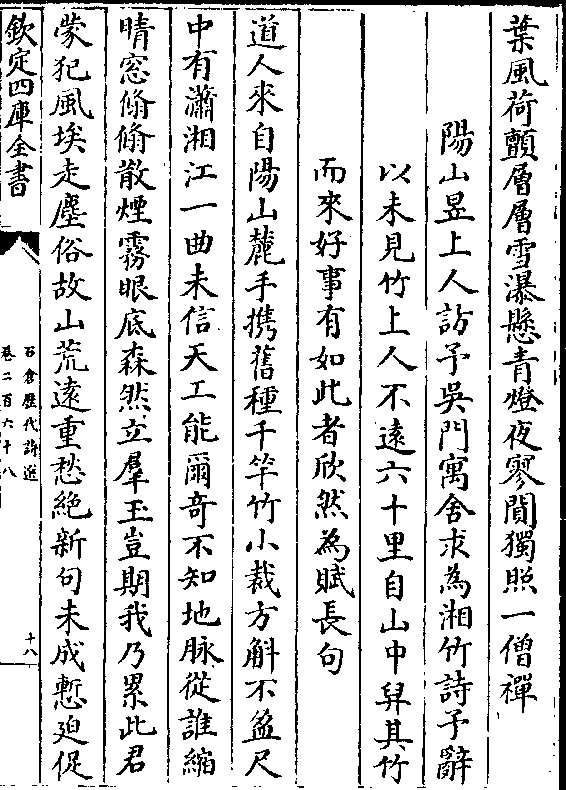 葉風荷顫層層雪瀑懸青燈夜寥閴獨照一僧禪
陽山昱上人訪予吳門寓舍求為湘竹詩予辭
以未見竹上人不遠六十里自山中舁其竹
而來好事有如此者欣然為賦長句
道人來自陽山麓手攜舊種千竿竹小裁方斛不盈尺
中有瀟湘江一曲未信天工能爾奇不知地脉從誰縮
晴窓翛翛散煙霧眼底森然立羣玉豈期我乃累此君
蒙犯風埃走塵俗故山荒遠重愁絶新句未成慙廹促
欽定四庫全書
石倉歷代詩選
卷二百六十八
十八